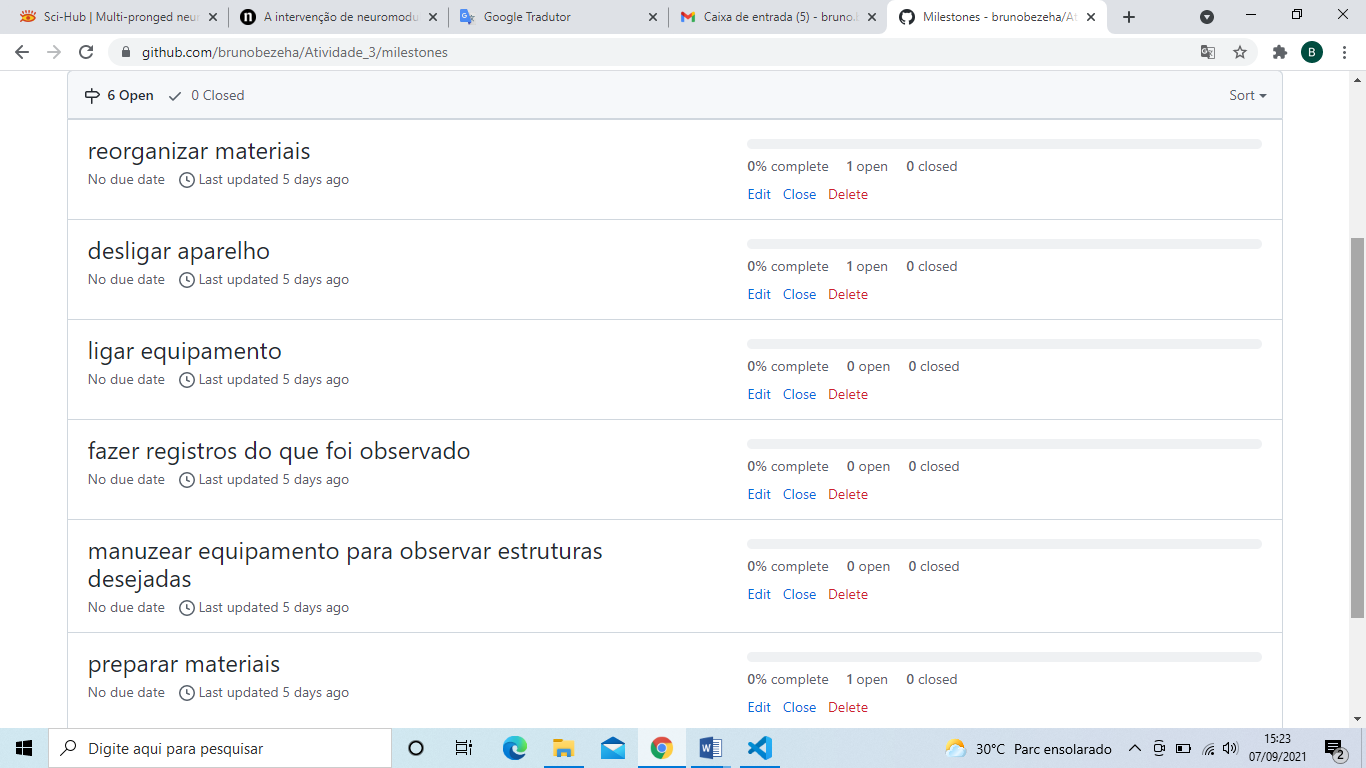 Sci-Hub | Multi-pronged neur
A intervenção de neuromodu
Google Tradutor
Caixa de entrada (5) - bruno.b
Milestones - brunobezeha/At
github.com/brunobezeha/Atividade_3/milestones
B
6 Open 0 Closed Sort
reorganizar materiais
No due date Last updated 5 days ago
0% complete 1 open 0 closed
Edit Close Delete
desligar aparelho
No due date Last updated 5 days ago
0% complete 1 open 0 closed
Edit Close Delete
ligar equipamento
No due date Last updated 5 days ago
0% complete 0 open 0 closed
Edit Close Delete
fazer registros do que foi observado
No due date Last updated 5 days ago
0% complete 0 open 0 closed
Edit Close Delete
manuzear equipamento para observar estruturas
desejadas
No due date Last updated 5 days ago
0% complete 0 open 0 closed
Edit Close Delete
preparar materiais
No due date Last updated 5 days ago
0% complete 1 open 0 closed
Edit Close Delete
Digite aqui para pesquisar
30°C Parc ensolarado
15:23
07/09/2021
2